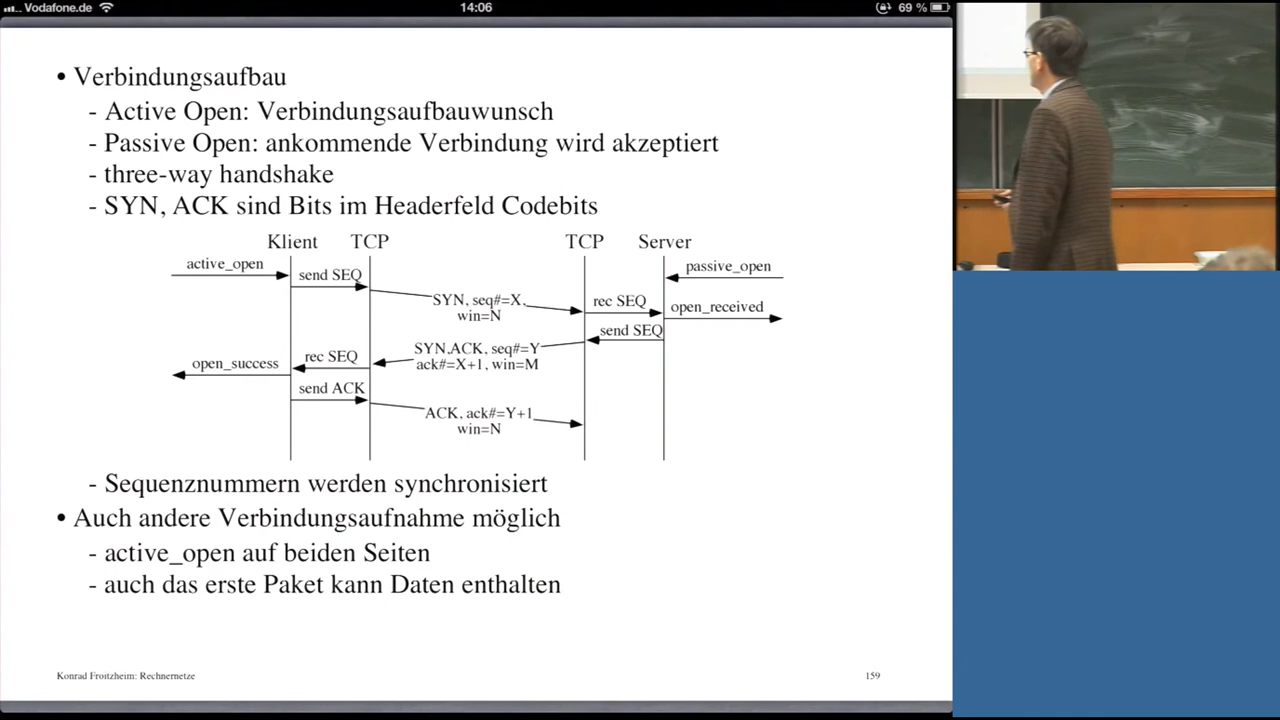 Vodafone.de
14:06
69 %
• Verbindungsaufbau
- Active Open: Verbindungsaufbauwunsch
- Passive Open: ankommende Verbindung wird akzeptiert
- three-way handshake
- SYN, ACK sind Bits im Headerfeld Codebits
Klient TCP TCP Server
active_open
send SEQ
passive_open
SYN, seq#=X,
win=N
rec SEQ
open_received
send SEQ
SYN,ACK, seq#=Y
ack#=X+1, win=M
rec SEQ
open_success
send ACK
ACK, ack#=Y+1
win=N
- Sequenznummern werden synchronisiert
• Auch andere Verbindungsaufnahme möglich
- active_open auf beiden Seiten
- auch das erste Paket kann Daten enthalten
Konrad Froitzheim: Rechnernetze
159